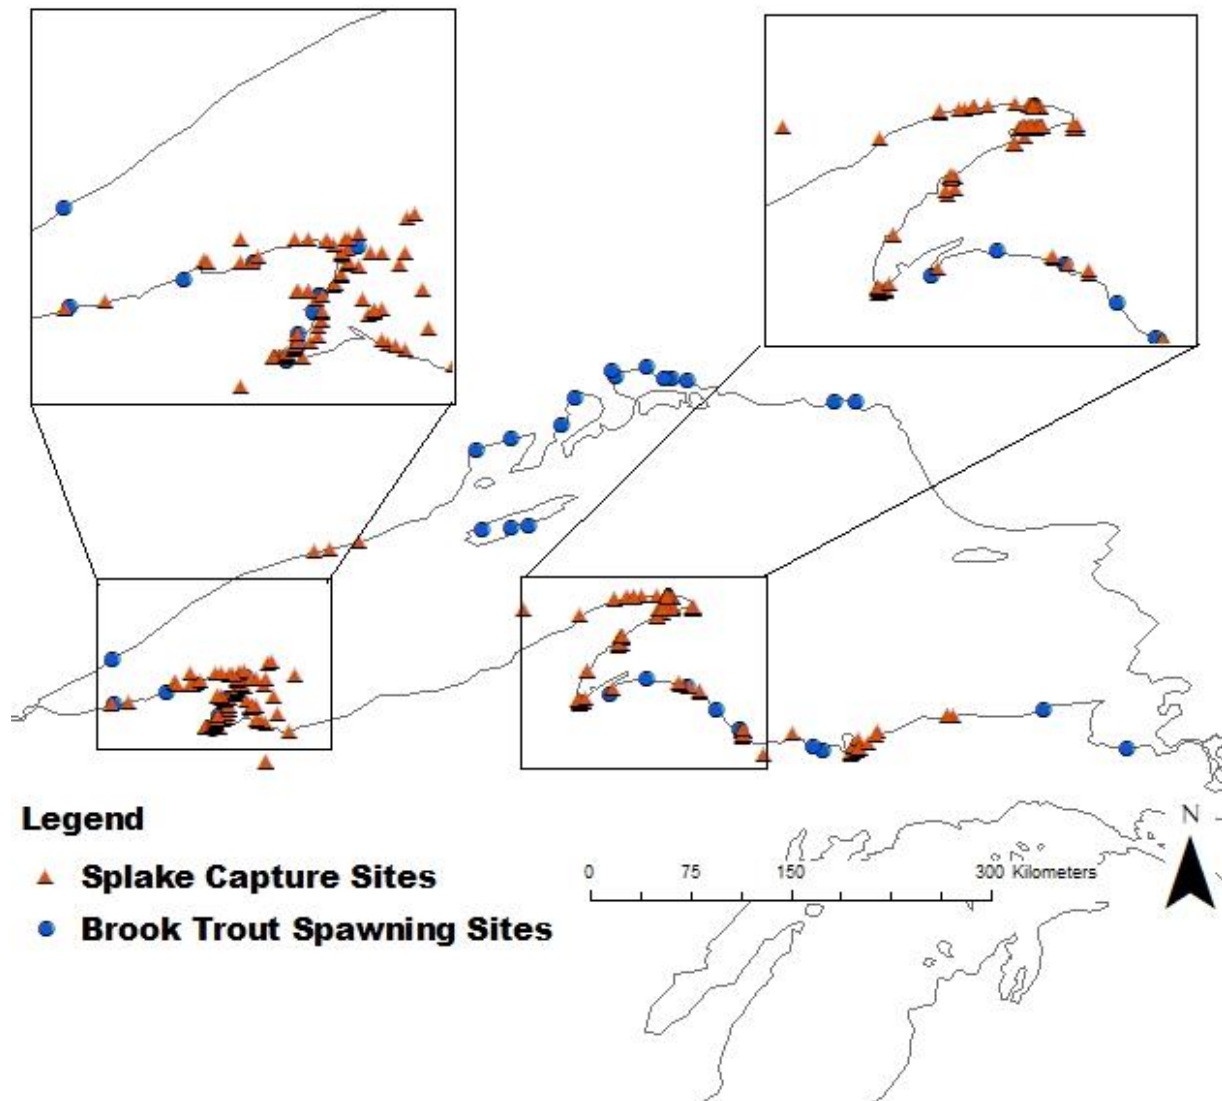 Legend
Splake Capture Sites
Brook Trout Spawning Sites
0 75 150 300 Kilometers
N